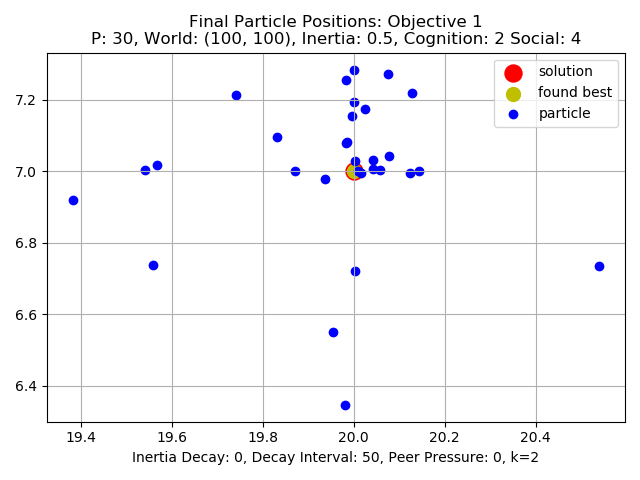 Final Particle Positions: Objective 1
P: 30, World: (100, 100), Inertia: 0.5, Cognition: 2 Social: 4
solution
found best
particle
7.2
7.0
6.8
6.6
6.4
19.4 19.6 19.8 20.0 20.2 20.4
Inertia Decay: 0, Decay Interval: 50, Peer Pressure: 0, k=2